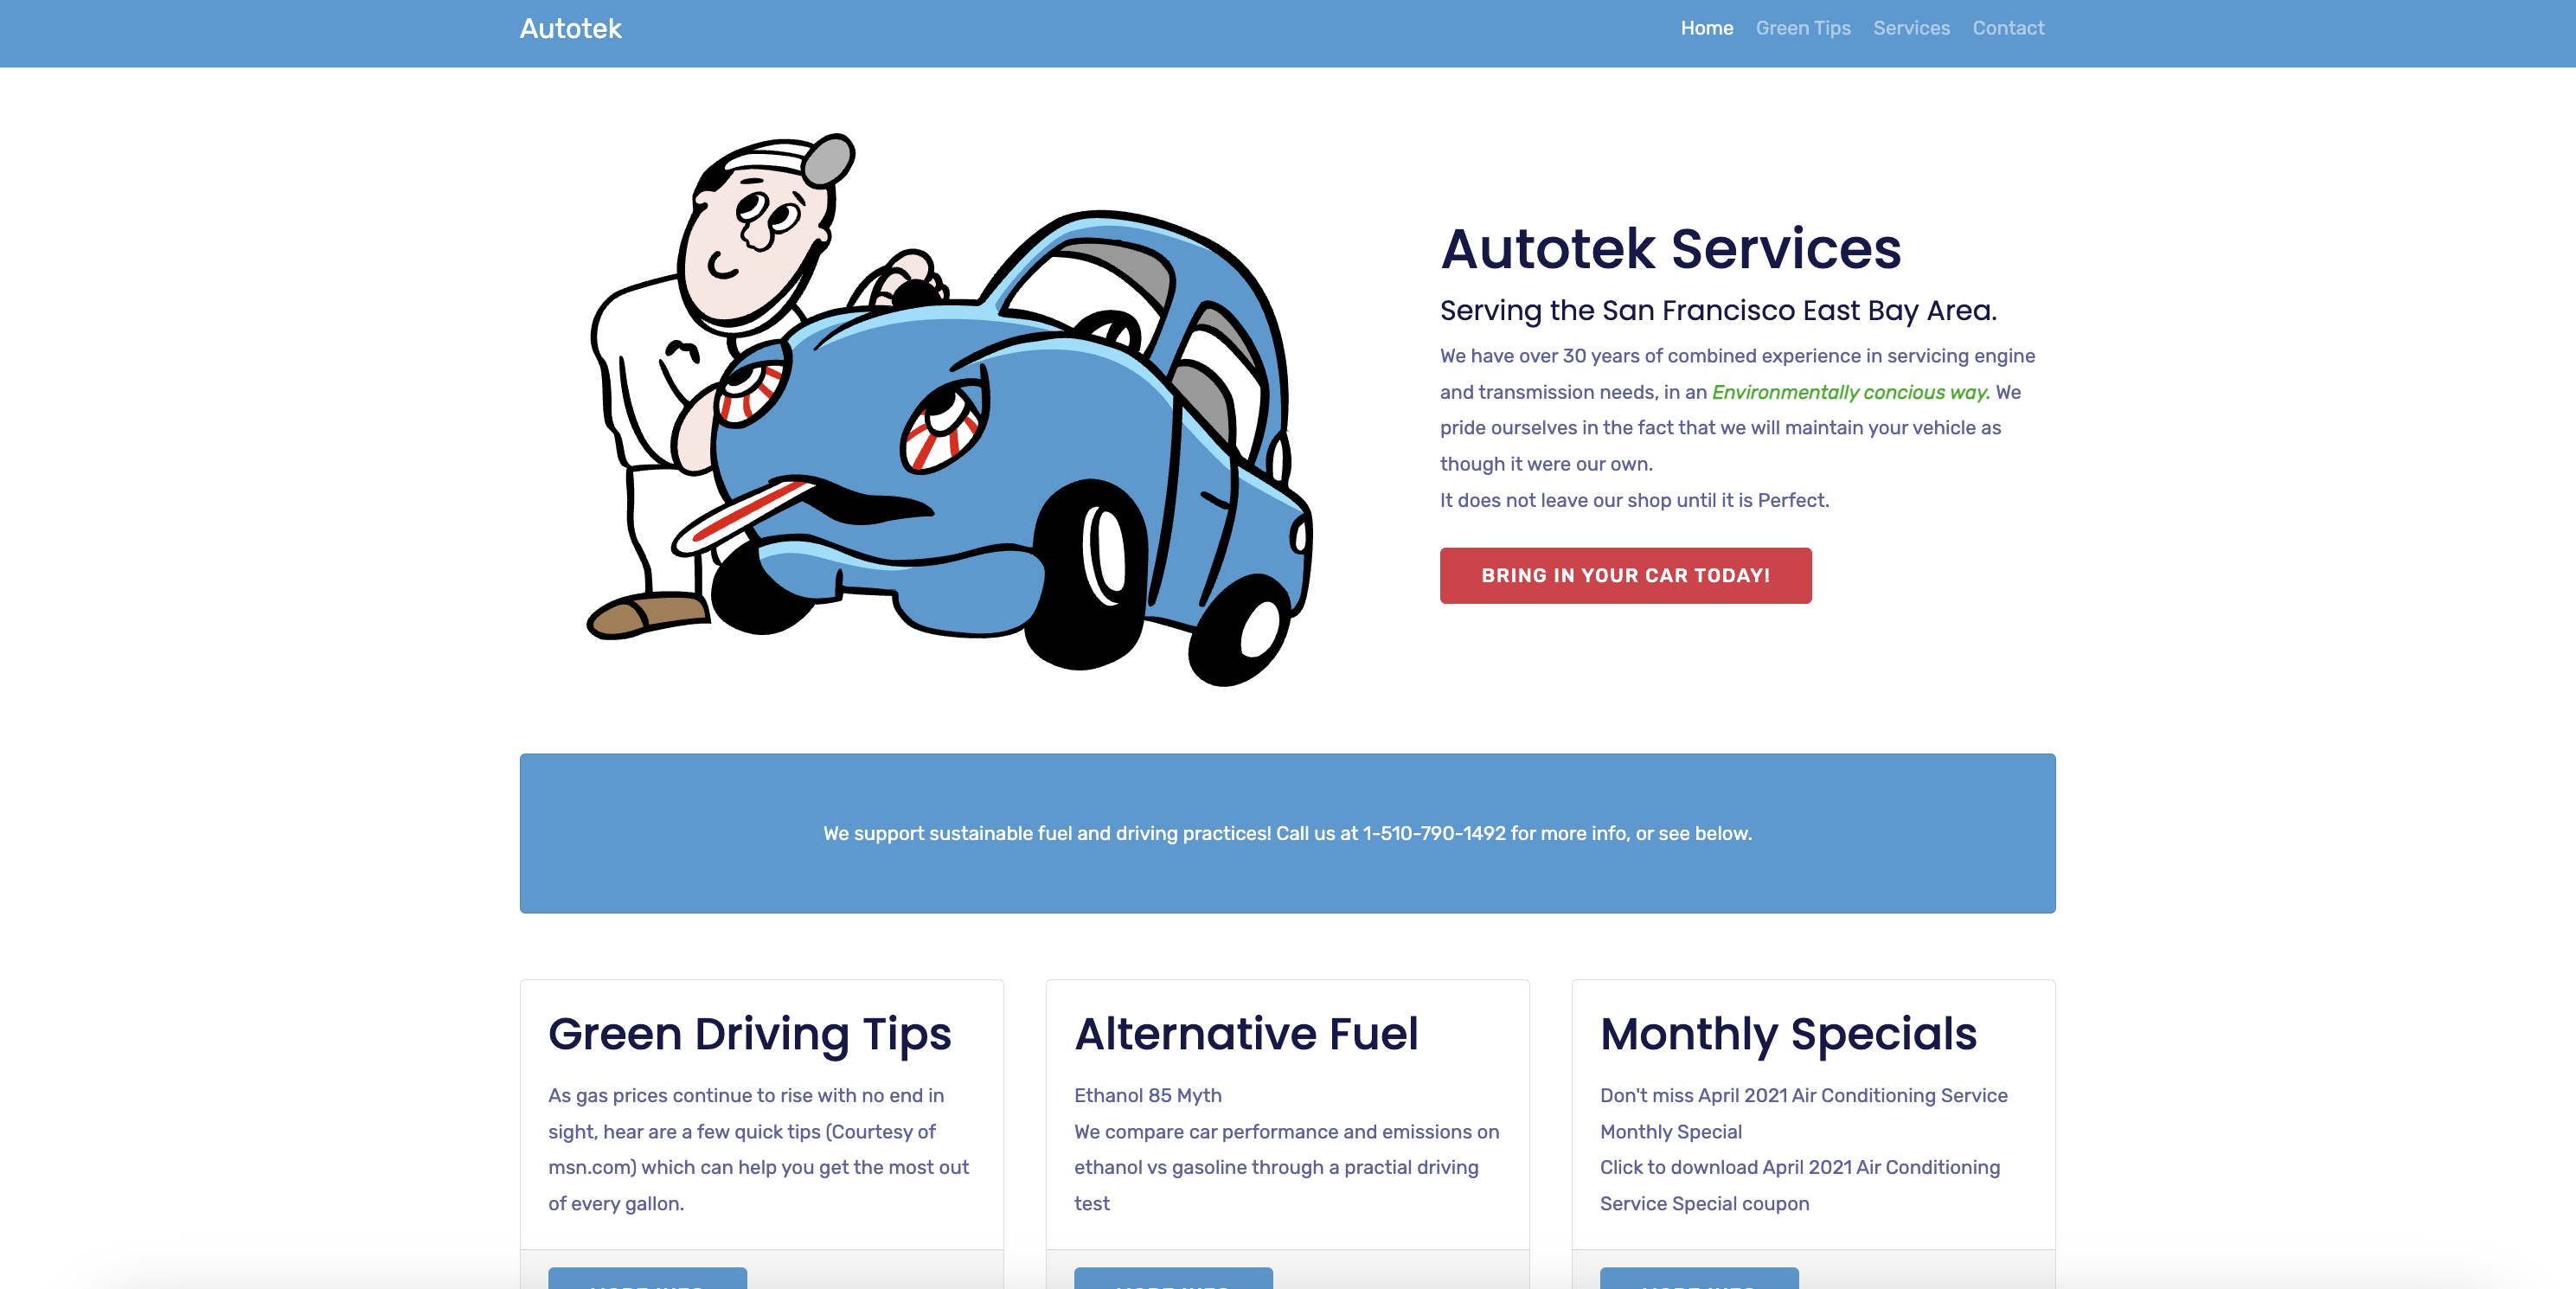 Autotek
Home Green Tips Services Contact
Autotek Services
Serving the San Francisco East Bay Area.
We have over 30 years of combined experience in servicing engine
and transmission needs, in an Environmentally concious way. We
pride ourselves in the fact that we will maintain your vehicle as
though it were our own.
It does not leave our shop until it is Perfect.
BRING IN YOUR CAR TODAY!
We support sustainable fuel and driving practices! Call us at 1-510-790-1492 for more info, or see below.
Green Driving Tips
As gas prices continue to rise with no end in
sight, hear are a few quick tips (Courtesy of
msn.com) which can help you get the most out
of every gallon.
Alternative Fuel
Ethanol 85 Myth
We compare car performance and emissions on
ethanol vs gasoline through a practial driving
test
Monthly Specials
Don't miss April 2021 Air Conditioning Service
Monthly Special
Click to download April 2021 Air Conditioning
Service Special coupon